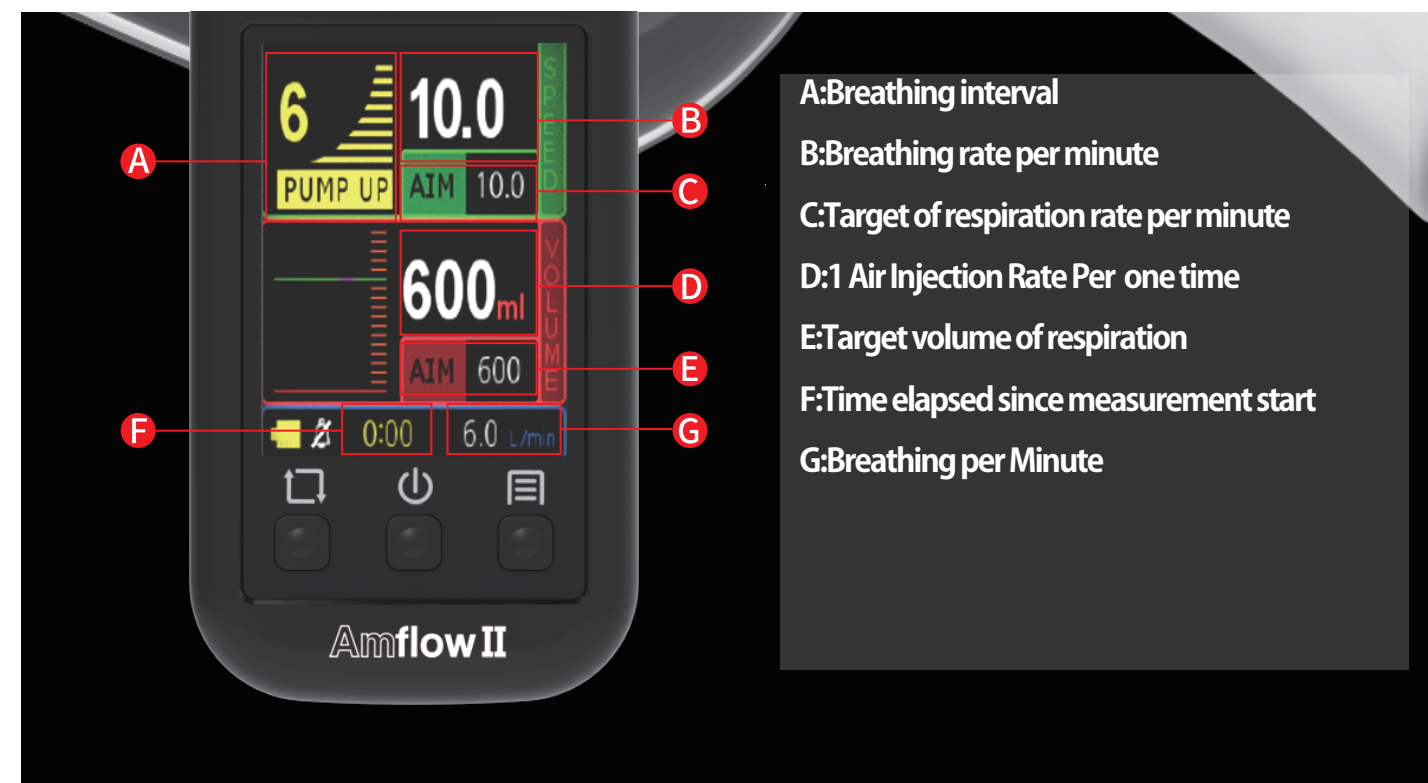 6
10.0
PUMP UP
AIM 10.0
SPEED
600ml
AIM 600
VOLUME
0:00
6.0 L/min
Amflow II
A
B
C
D
E
F
G
A:Breathing interval
B:Breathing rate per minute
C:Target of respiration rate per minute
D:1 Air Injection Rate Per one time
E:Target volume of respiration
F:Time elapsed since measurement start
G:Breathing per Minute